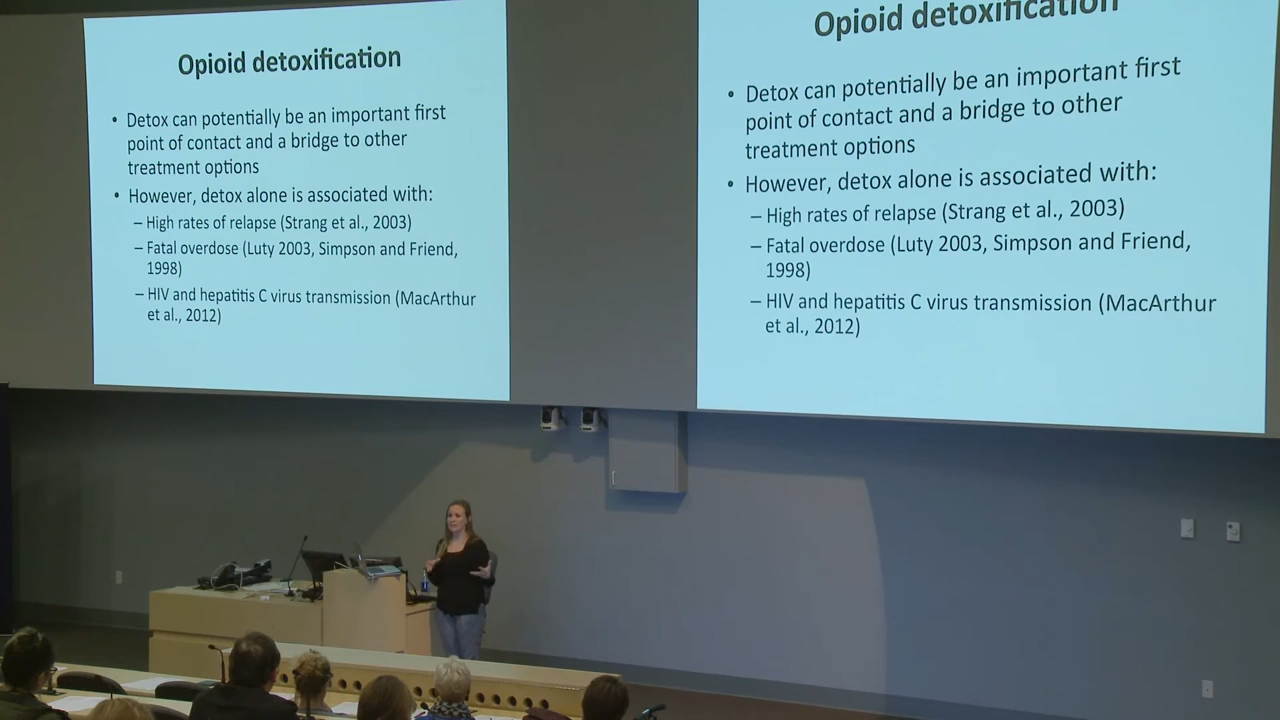 Opioid detoxification
• Detox can potentially be an important first
point of contact and a bridge to other
treatment options
• However, detox alone is associated with:
– High rates of relapse (Strang et al., 2003)
– Fatal overdose (Luty 2003, Simpson and Friend,
1998)
– HIV and hepatitis C virus transmission (MacArthur
et al., 2012)
Opioid detoxification
• Detox can potentially be an important first
point of contact and a bridge to other
treatment options
• However, detox alone is associated with:
– High rates of relapse (Strang et al., 2003)
– Fatal overdose (Luty 2003, Simpson and Friend,
1998)
– HIV and hepatitis C virus transmission (MacArthur
et al., 2012)